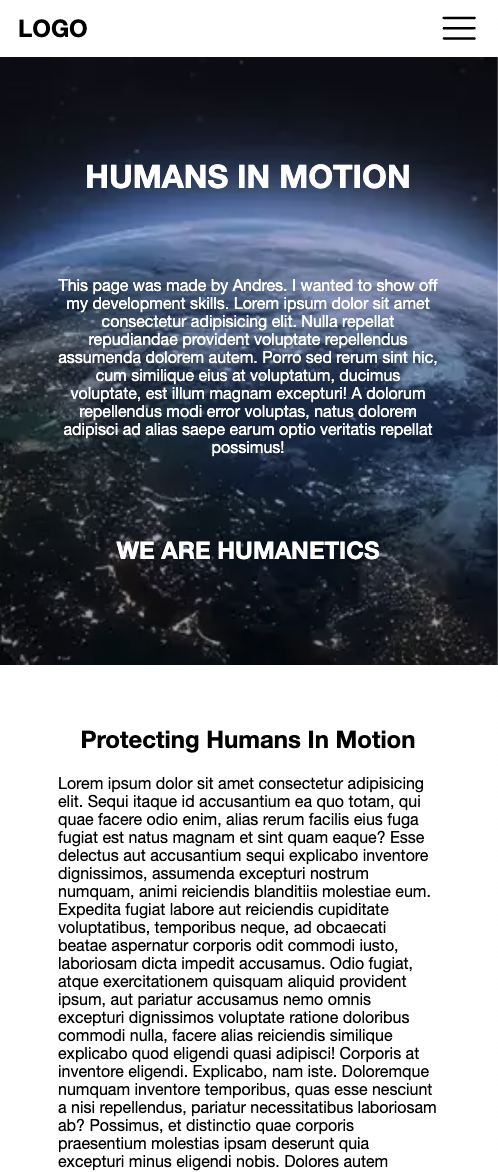 LOGO
HUMANS IN MOTION
This page was made by Andres. I wanted to show off
my development skills. Lorem ipsum dolor sit amet
consectetur adipisicing elit. Nulla repellat
repudiandae provident voluptate repellendus
assumenda dolorem autem. Porro sed rerum sint hic,
cum similique eius at voluptatum, ducimus
voluptate, est illum magnam excepturi! A dolorum
repellendus modi error voluptas, natus dolorem
adipisci ad alias saepe earum optio veritatis repellat
possimus!
WE ARE HUMANETICS
Protecting Humans In Motion
Lorem ipsum dolor sit amet consectetur adipisicing
elit. Sequi itaque id accusantium ea quo totam, qui
quae facere odio enim, alias rerum facilis eius fuga
fugiat est natus magnam et sint quam eaque? Esse
delectus aut accusantium sequi explicabo inventore
dignissimos, assumenda excepturi nostrum
numquam, animi reiciendis blanditiis molestiae eum.
Expedita fugiat labore aut reiciendis cupiditate
voluptatibus, temporibus neque, ad obcaecati
beatae aspernatur corporis odit commodi iusto,
laboriosam dicta impedit accusamus. Odio fugiat,
atque exercitationem quisquam aliquid provident
ipsum, aut pariatur accusamus nemo omnis
excepturi dignissimos voluptate ratione doloribus
commodi nulla, facere alias reiciendis similique
explicabo quod eligendi quasi adipisci! Corporis at
inventore eligendi. Explicabo, nam iste. Doloremque
numquam inventore temporibus, quas esse nesciunt
a nisi repellendus, pariatur necessitatibus laboriosam
ab? Possimus, et distinctio quae corporis
praesentium molestias ipsam deserunt quia
excepturi minus eligendi nobis. Dolores autem